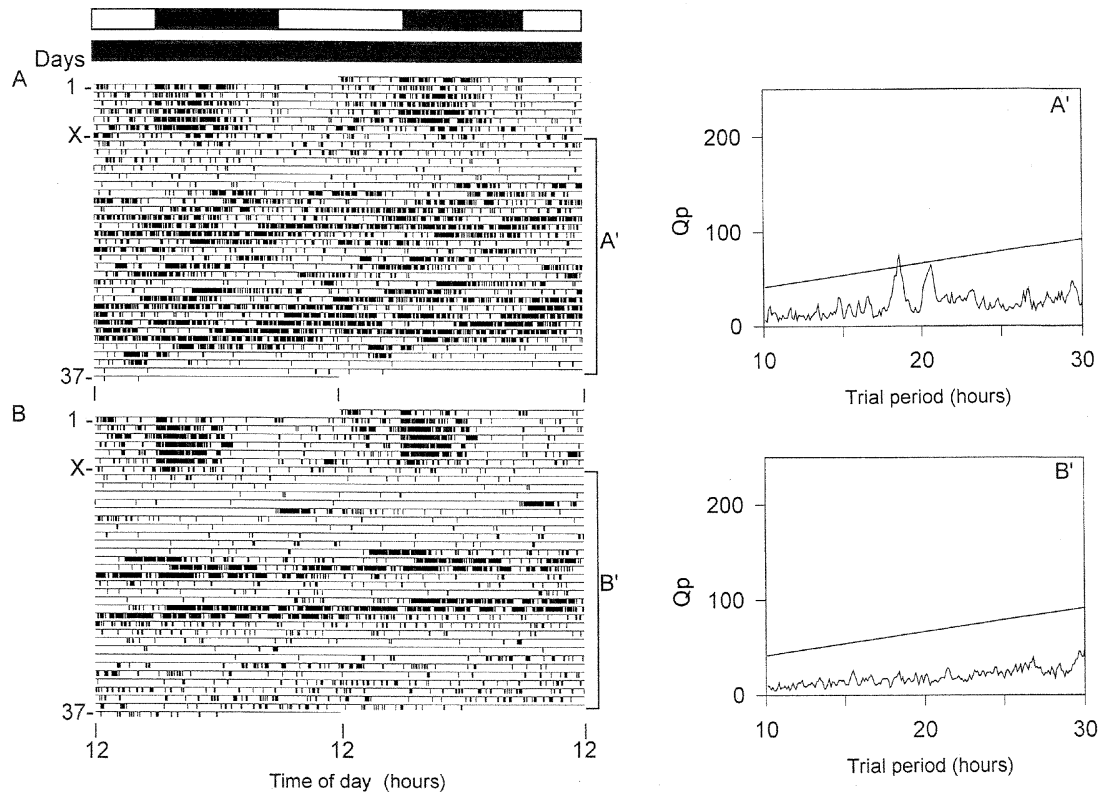 Days
A
1 -
X-
A'
37-
B
1 -
X-
B'
37-
12
12
12
Time of day (hours)
A'
200
100
0
Qp
10
20
30
Trial period (hours)
B'
200
100
0
Qp
10
20
30
Trial period (hours)